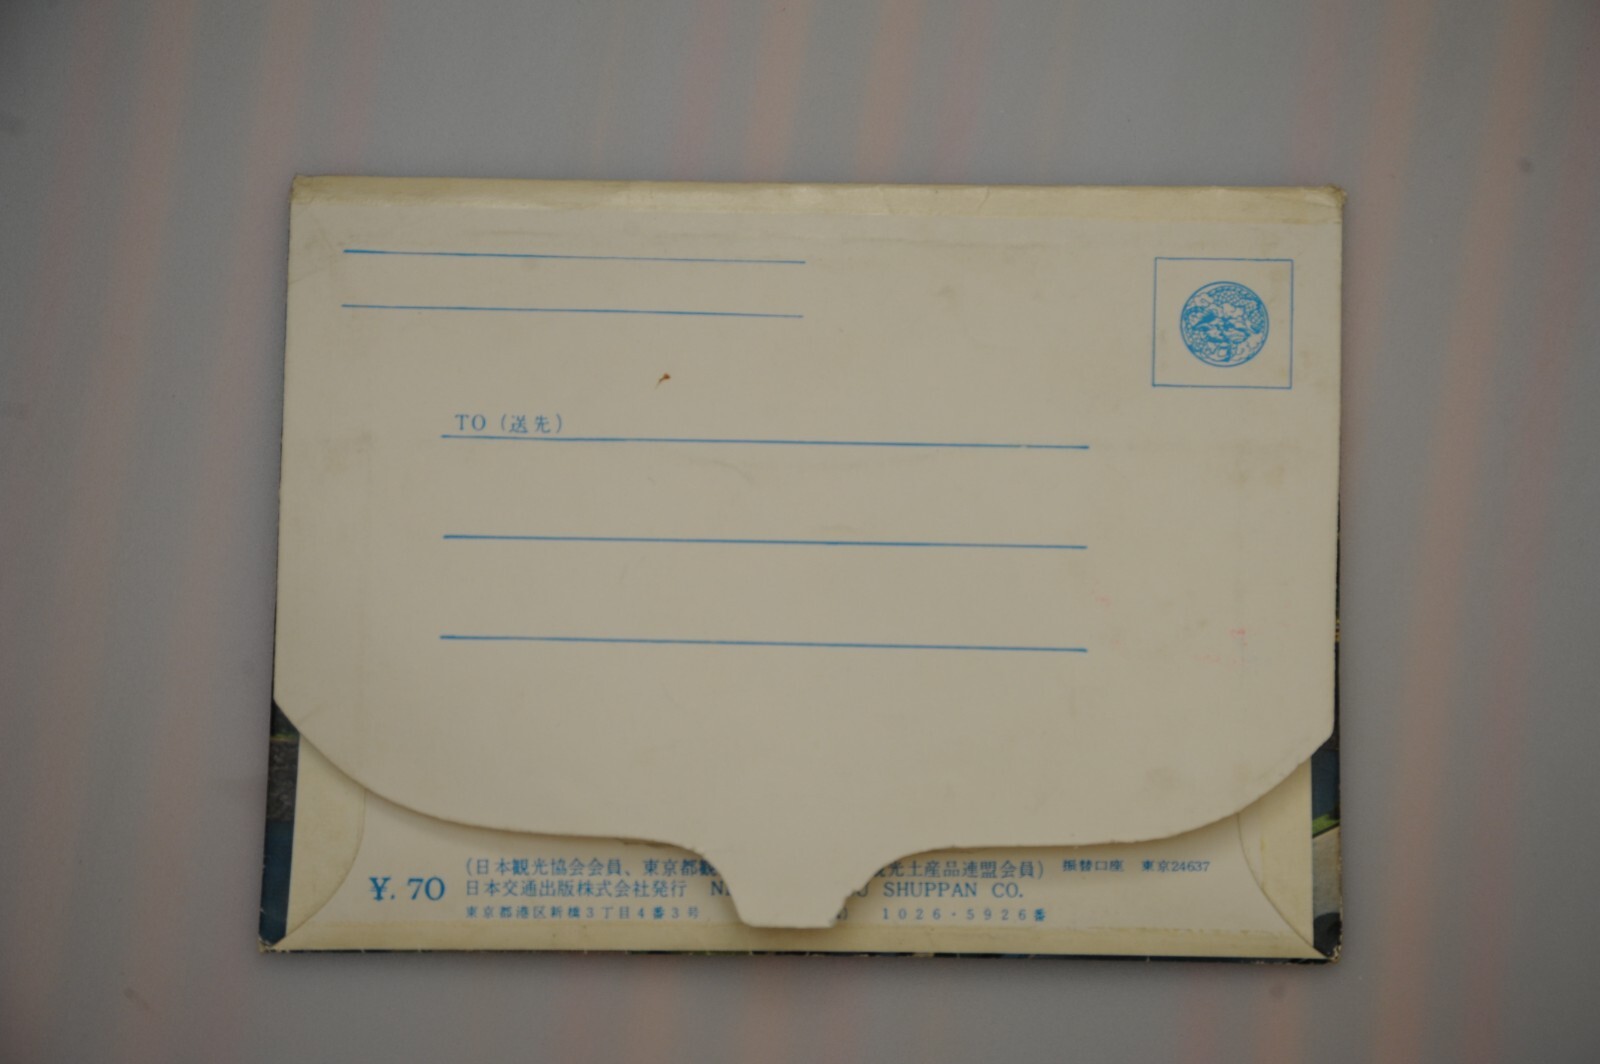 TO (送先)
(日本観光協会会員、東京都観 光土産品連盟会員) 振替口座 東京24637
¥.70 日本交通出版株式会社発行 SHUPPAN CO.
東京都港区新橋3丁目4番3号 1026・5926番